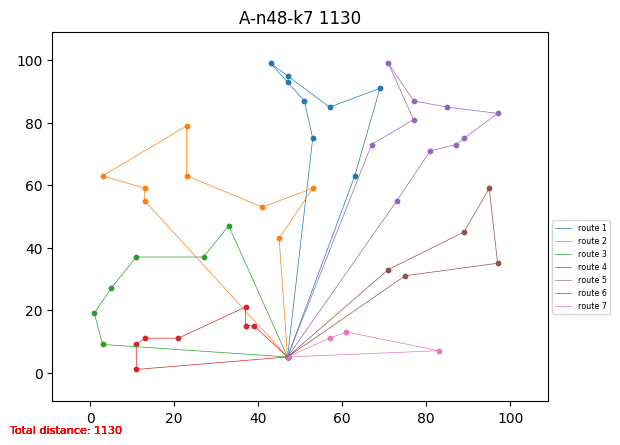 A-n48-k7 1130
100
80
60
40
20
0
0 20 40 60 80 100
route 1
route 2
route 3
route 4
route 5
route 6
route 7
Total distance: 1130